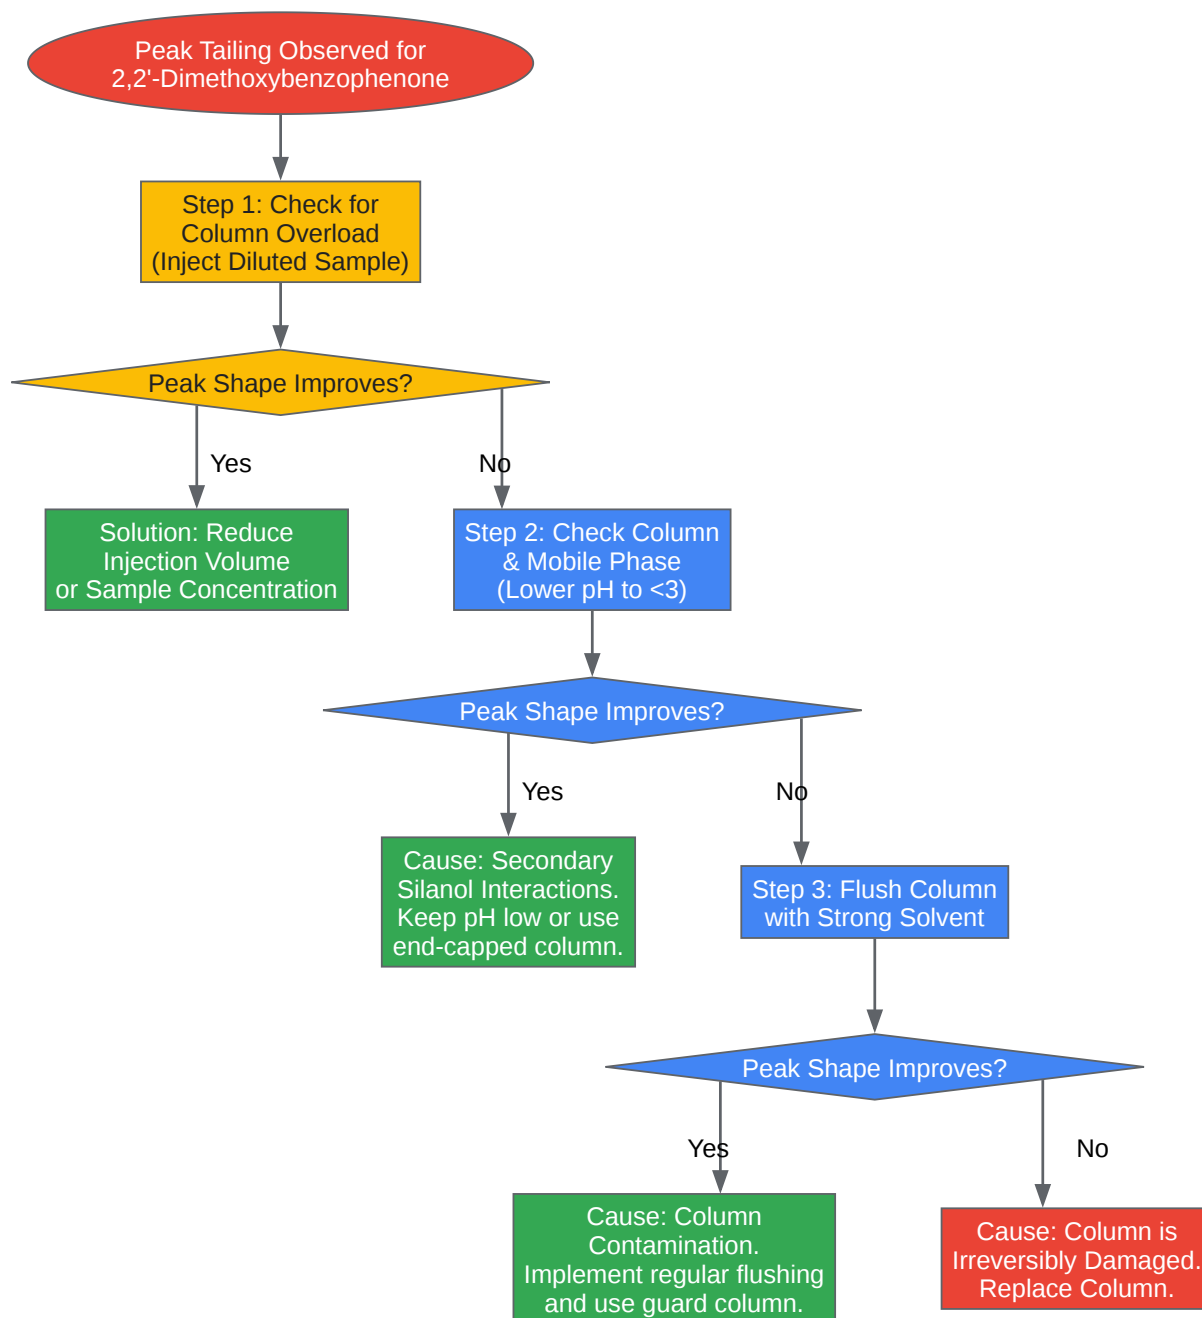 Peak Tailing Observed for
2,2'-Dimethoxybenzophenone
Step 1: Check for
Column Overload
(Inject Diluted Sample)
Peak Shape Improves?
Yes
No
Solution: Reduce
Injection Volume
or Sample Concentration
Step 2: Check Column
& Mobile Phase
(Lower pH to <3)
Peak Shape Improves?
Yes
No
Cause: Secondary
Silanol Interactions.
Keep pH low or use
end-capped column.
Step 3: Flush Column
with Strong Solvent
Peak Shape Improves?
Yes
No
Cause: Column
Contamination.
Implement regular flushing
and use guard column.
Cause: Column is
Irreversibly Damaged.
Replace Column.